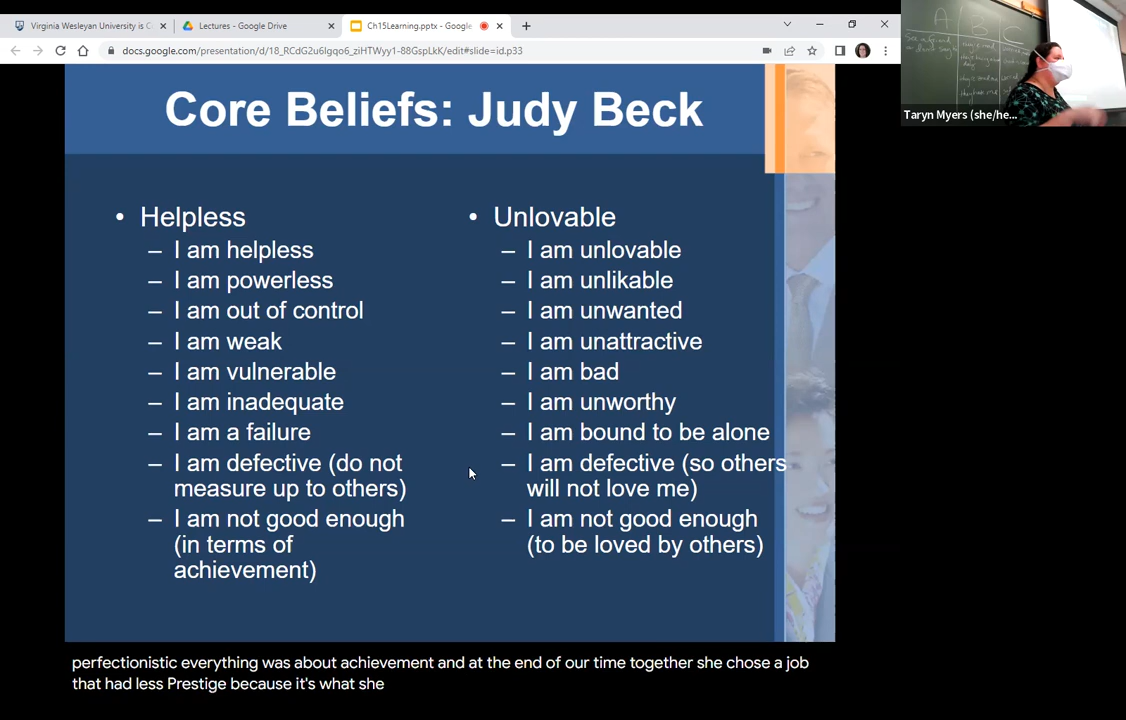 Virginia Wesleyan University is C
Lectures - Google Drive
Ch15Learning.pptx - Google
docs.google.com/presentation/d/18_RCdG2u6Igqo6_ziHTWyy1-88GspLkK/edit#slide=id.p33
A B C
Taryn Myers (she/he...
Core Beliefs: Judy Beck
• Helpless
– I am helpless
– I am powerless
– I am out of control
– I am weak
– I am vulnerable
– I am inadequate
– I am a failure
– I am defective (do not
measure up to others)
– I am not good enough
(in terms of
achievement)
• Unlovable
– I am unlovable
– I am unlikable
– I am unwanted
– I am unattractive
– I am bad
– I am unworthy
– I am bound to be alone
– I am defective (so others
will not love me)
– I am not good enough
(to be loved by others)
perfectionistic everything was about achievement and at the end of our time together she chose a job
that had less Prestige because it's what she